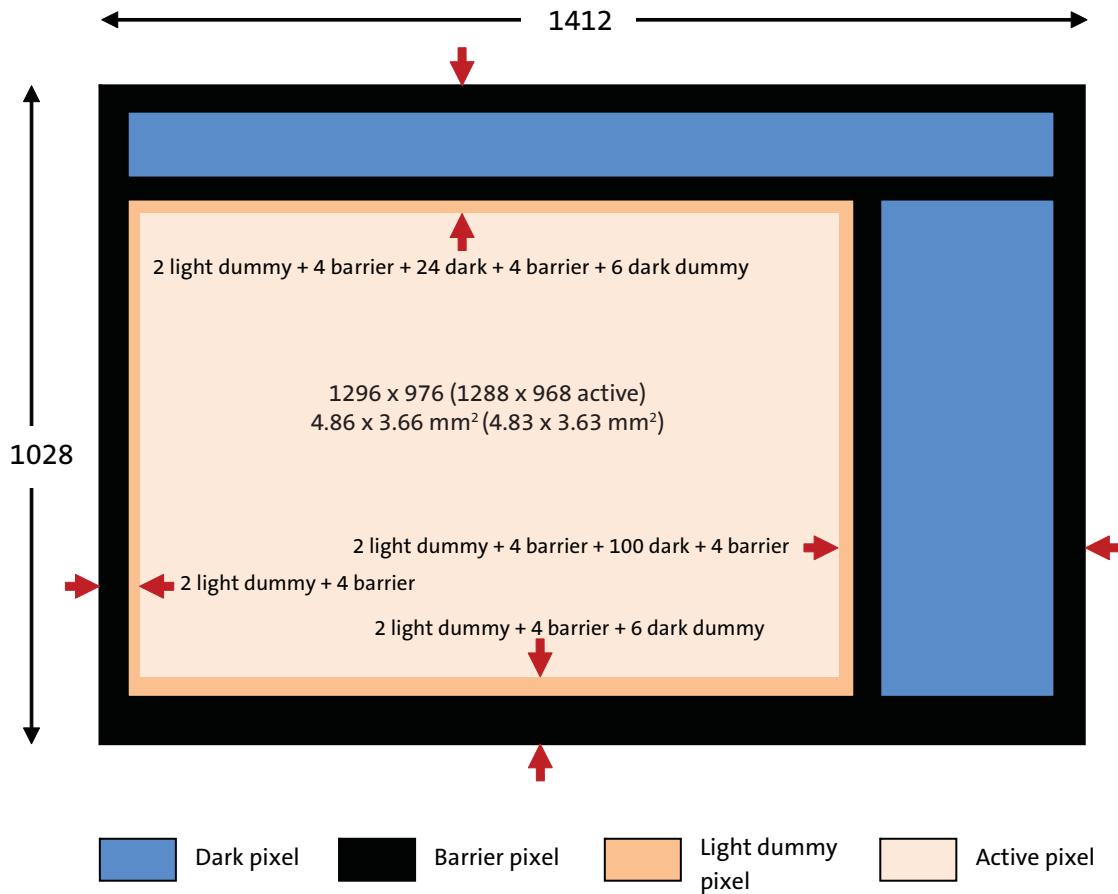 1412
2 light dummy + 4 barrier + 24 dark + 4 barrier + 6 dark dummy
1296 x 976 (1288 x 968 active)
4.86 x 3.66 mm² (4.83 x 3.63 mm²)
1028
2 light dummy + 4 barrier + 100 dark + 4 barrier
2 light dummy + 4 barrier
2 light dummy + 4 barrier + 6 dark dummy
Dark pixel
Barrier pixel
Light dummy
pixel
Active pixel